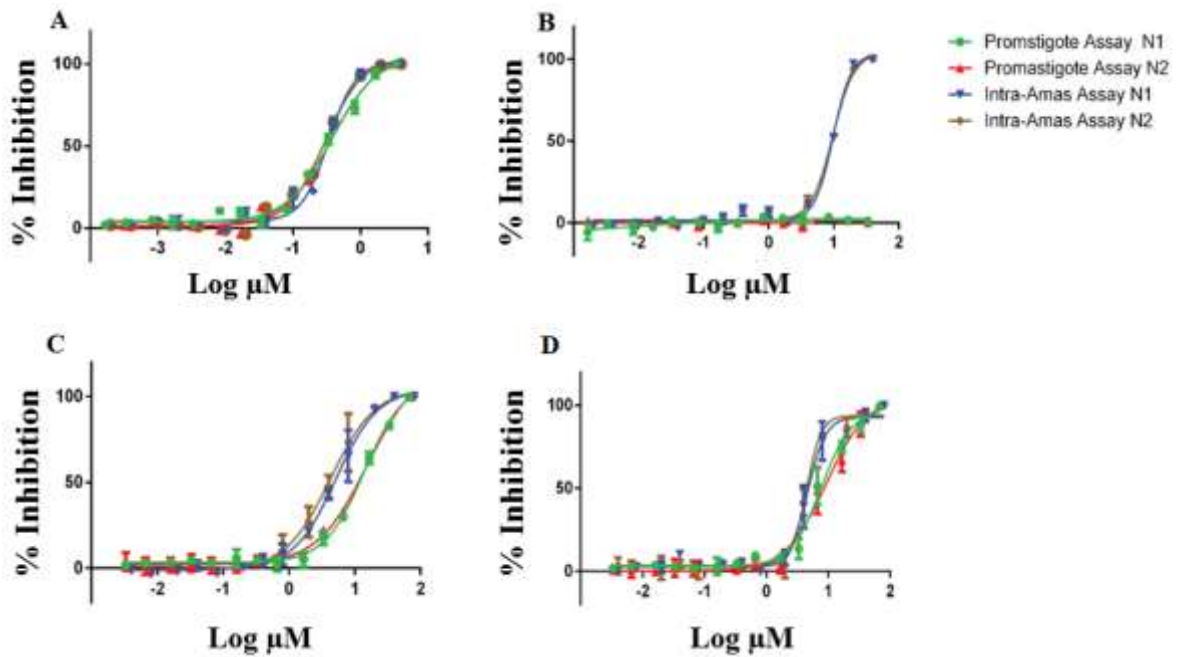 A
% Inhibition
100
50
0
-3
-2
-1
0
1
Log µM
B
% Inhibition
100
50
0
-2
-1
0
1
2
Log µM
Promstigote Assay N1
Promastigote Assay N2
Intra-Amas Assay N1
Intra-Amas Assay N2
C
% Inhibition
100
50
0
-2
-1
0
1
2
Log µM
D
% Inhibition
100
50
0
-2
-1
0
1
2
Log µM